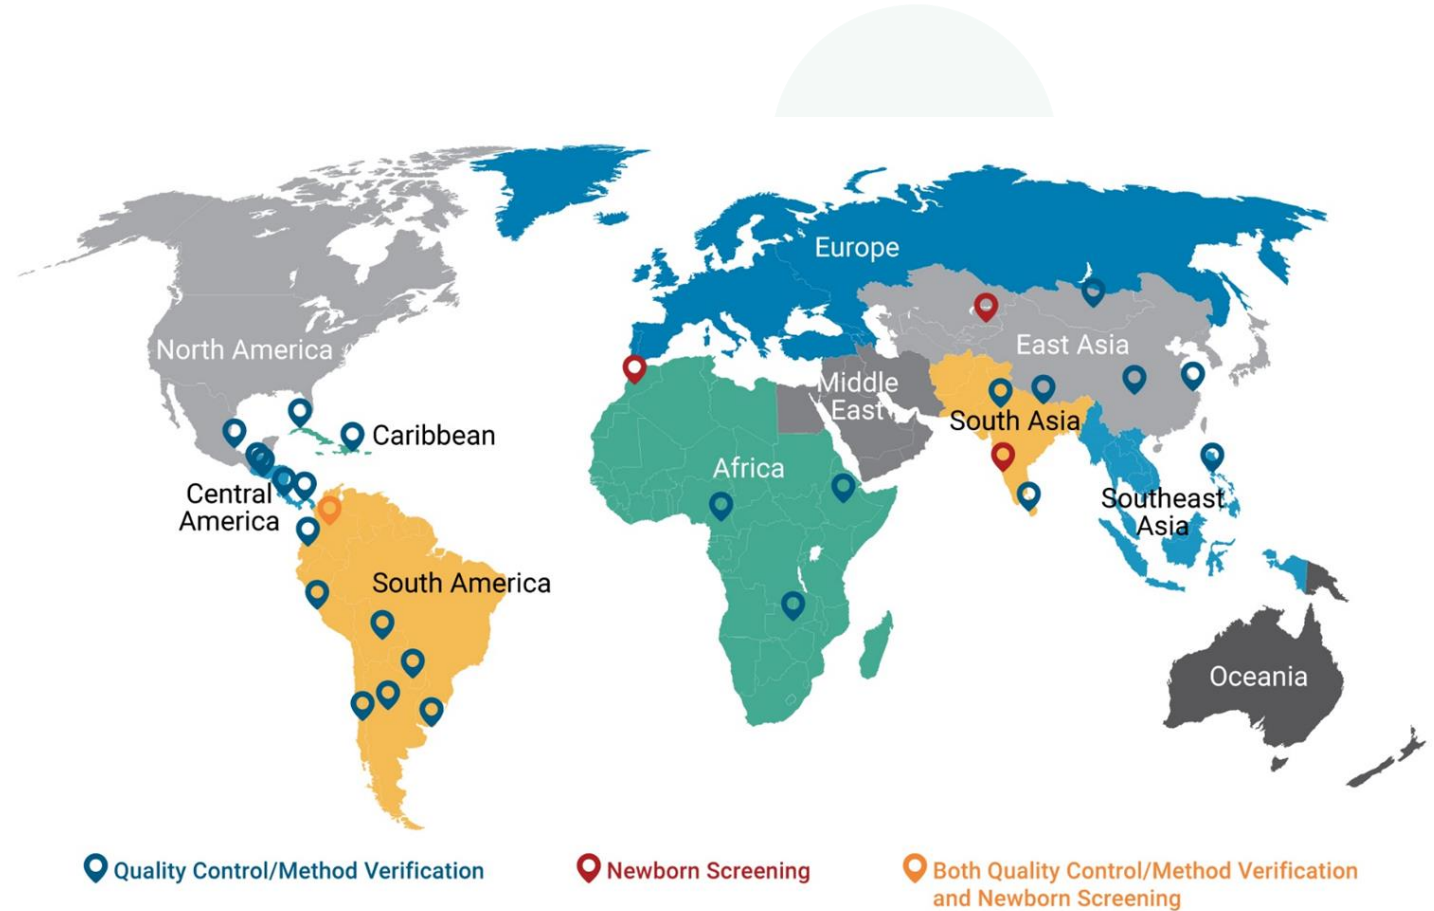 Europe
North America
East Asia
Middle
East
South Asia
Caribbean
Africa
Central
America
Southeast
Asia
South America
Oceania
Quality Control/Method Verification
Newborn Screening
Both Quality Control/Method Verification
and Newborn Screening